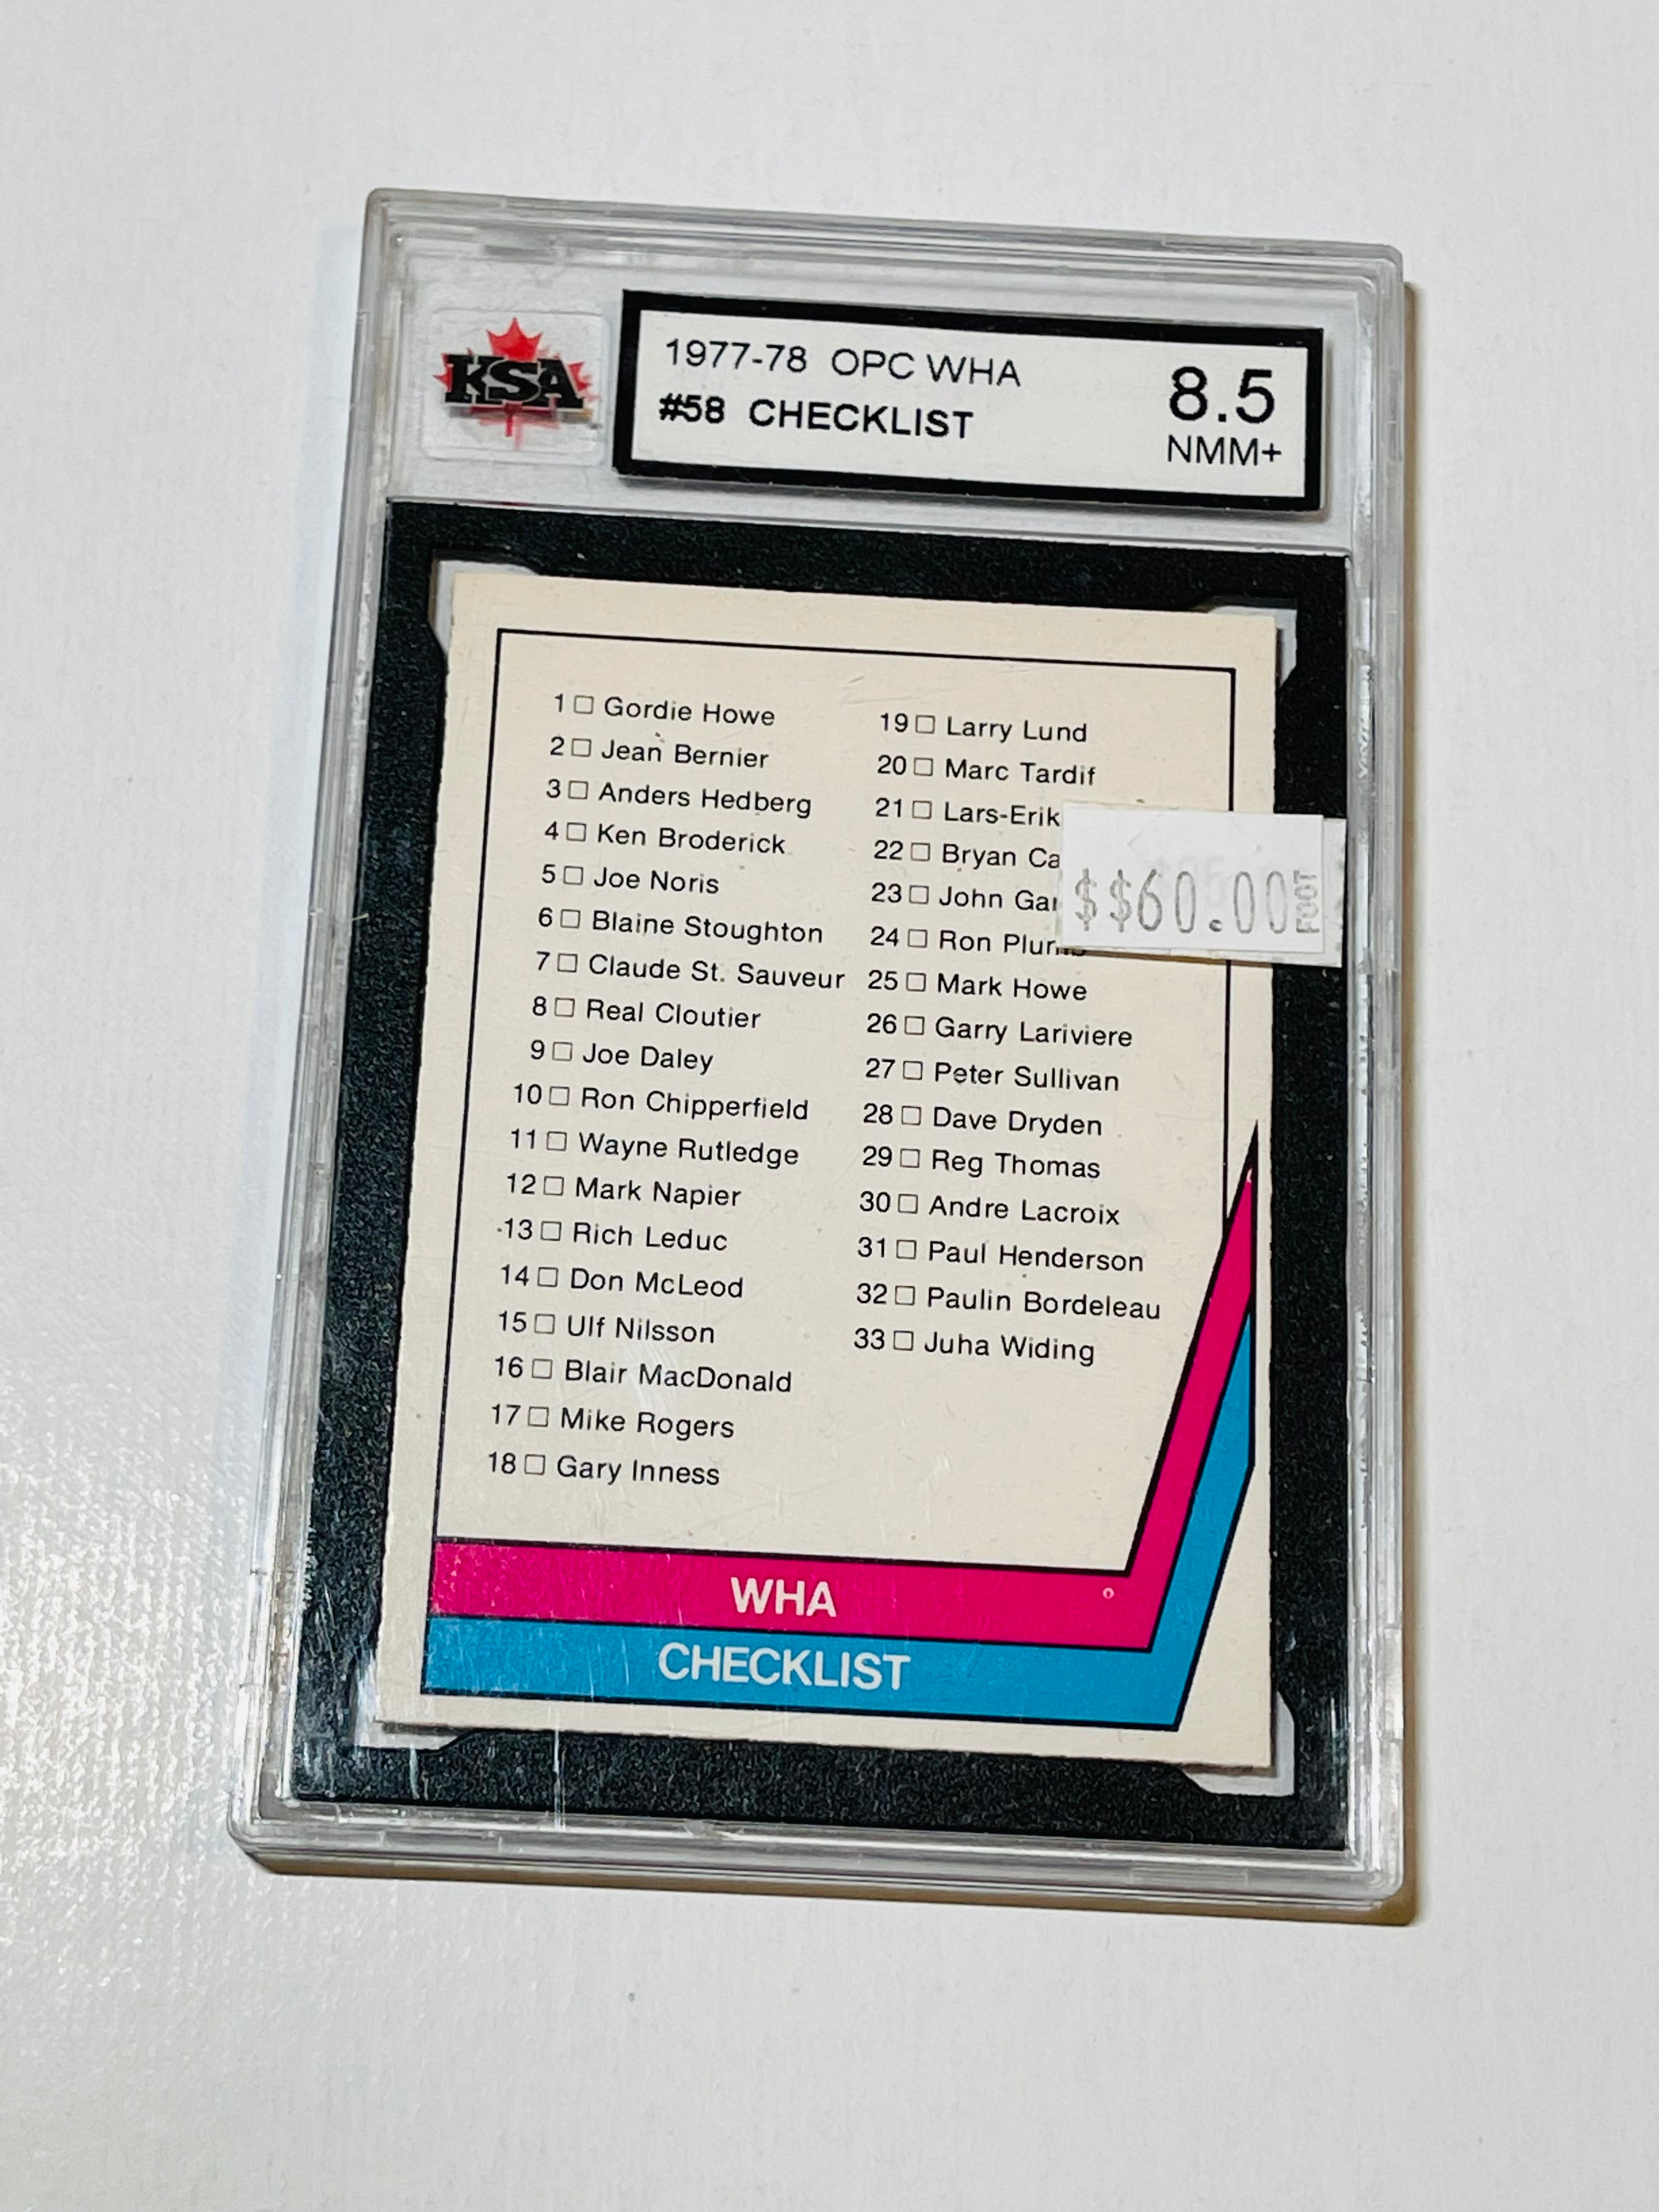 KSA
1977-78 OPC WHA
#58 CHECKLIST
8.5
NMM+
1 Gordie Howe
2 Jean Bernier
3 Anders Hedberg
4 Ken Broderick
5 Joe Noris
6 Blaine Stoughton
7 Claude St. Sauveur
8 Real Cloutier
9 Joe Daley
10 Ron Chipperfield
11 Wayne Rutledge
12 Mark Napier
13 Rich Leduc
14 Don McLeod
15 Ulf Nilsson
16 Blair MacDonald
17 Mike Rogers
18 Gary Inness
19 Larry Lund
20 Marc Tardif
21 Lars-Erik
22 Bryan
23 John
24 Ron Plumb
25 Mark Howe
26 Garry Lariviere
27 Peter Sullivan
28 Dave Dryden
29 Reg Thomas
30 Andre Lacroix
31 Paul Henderson
32 Paulin Bordeleau
33 Juha Widing
$$60.00
FOOT
WHA
CHECKLIST